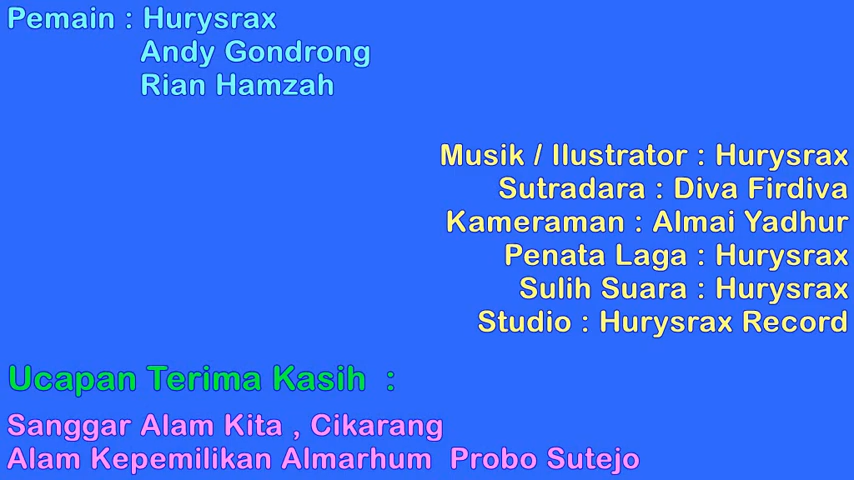 Pemain : Hurysrax
Andy Gondrong
Rian Hamzah
Musik / Ilustrator : Hurysrax
Sutradara : Diva Firdiva
Kameraman : Almai Yadhur
Penata Laga : Hurysrax
Sulih Suara : Hurysrax
Studio : Hurysrax Record
Ucapan Terima Kasih :
Sanggar Alam Kita , Cikarang
Alam Kepemilikan Almarhum Probo Sutejo